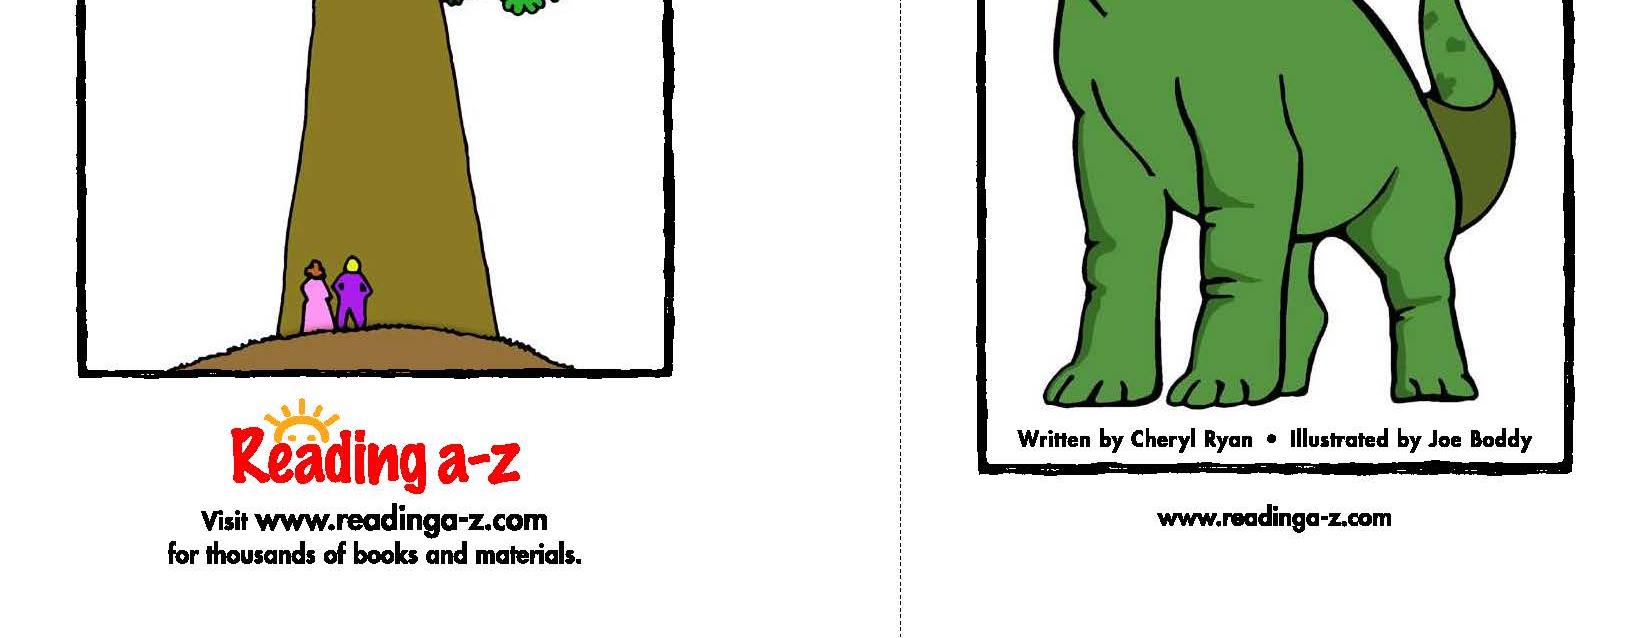 Reading a-z
Visit www.readinga-z.com
for thousands of books and materials.
Written by Cheryl Ryan • Illustrated by Joe Boddy
www.readinga-z.com